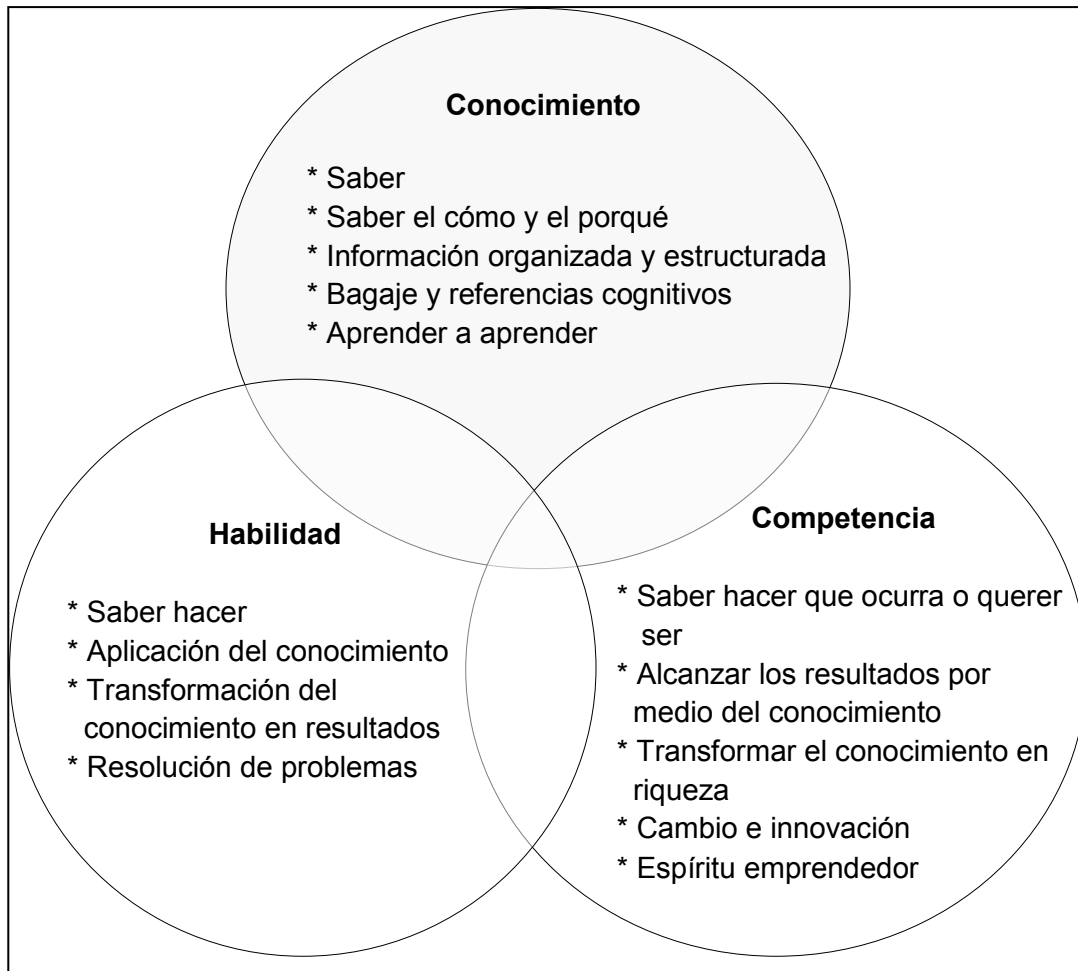 Conocimiento
* Saber
* Saber el cómo y el porqué
* Información organizada y estructurada
* Bagaje y referencias cognitivos
* Aprender a aprender
Habilidad
* Saber hacer
* Aplicación del conocimiento
* Transformación del
conocimiento en resultados
* Resolución de problemas
Competencia
* Saber hacer que ocurra o querer
ser
* Alcanzar los resultados por
medio del conocimiento
* Transformar el conocimiento en
riqueza
* Cambio e innovación
* Espíritu emprendedor